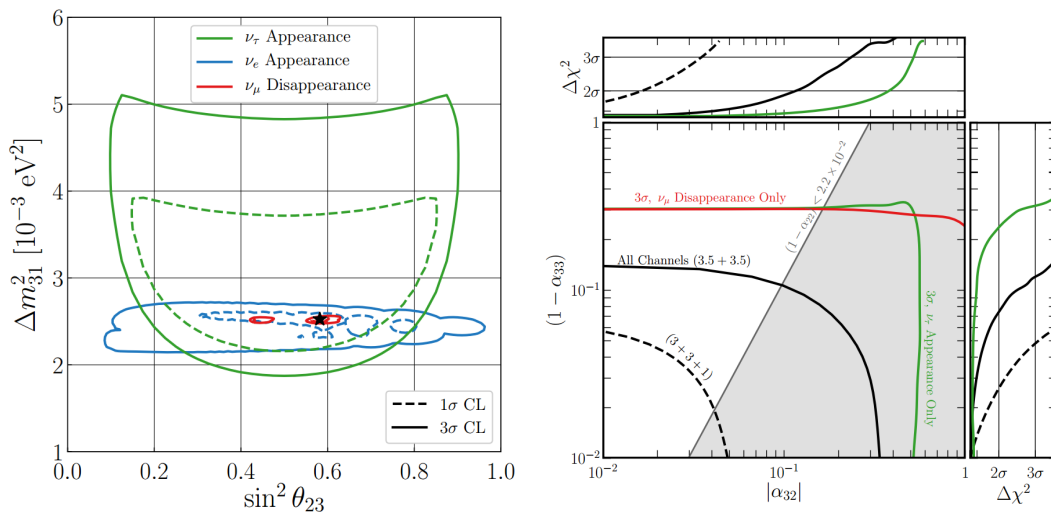 6
5
4
3
2
1
Δm²₃₁ [10⁻³ eV²]
ν_τ Appearance
ν_e Appearance
ν_μ Disappearance
1σ CL
3σ CL
0.0 0.2 0.4 0.6 0.8 1.0
sin² θ₂₃
Δχ²
3σ
2σ
1
10⁻¹
10⁻²
(1 − α₃₃)
3σ, ν_μ Disappearance Only
(1 − α₂₂) < 2.2 × 10⁻²
All Channels (3.5 + 3.5)
(3 + 3 + 1)
3σ, ν_τ Appearance Only
10⁻² 10⁻¹ 1
|α₃₂|
2σ 3σ
Δχ²